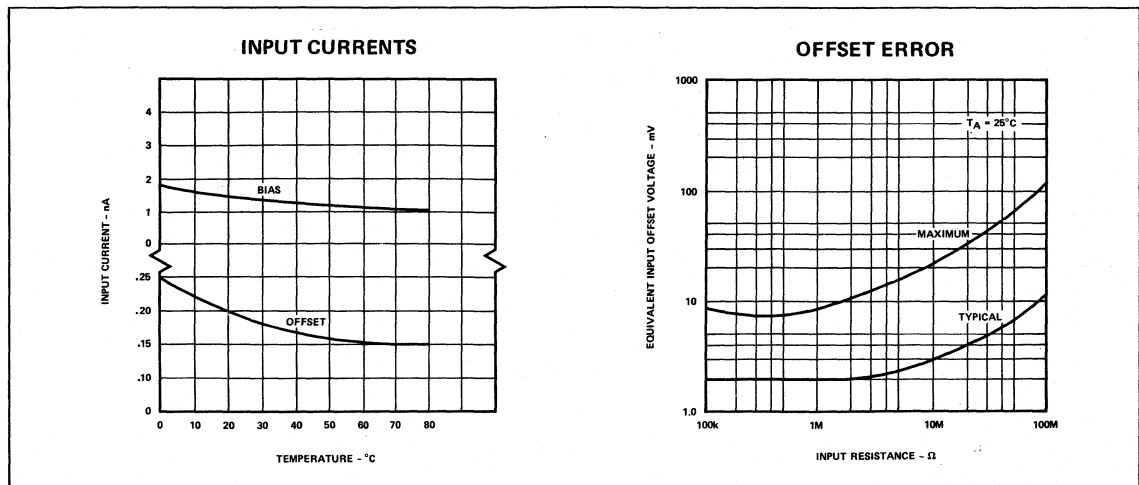 INPUT CURRENTS
INPUT CURRENT – nA
4
3
2
1
0
.25
.20
.15
.10
0
BIAS
OFFSET
0 10 20 30 40 50 60 70 80
TEMPERATURE – °C
OFFSET ERROR
EQUIVALENT INPUT OFFSET VOLTAGE – mV
1000
100
10
1.0
TA = 25°C
MAXIMUM
TYPICAL
100k 1M 10M 100M
INPUT RESISTANCE – Ω